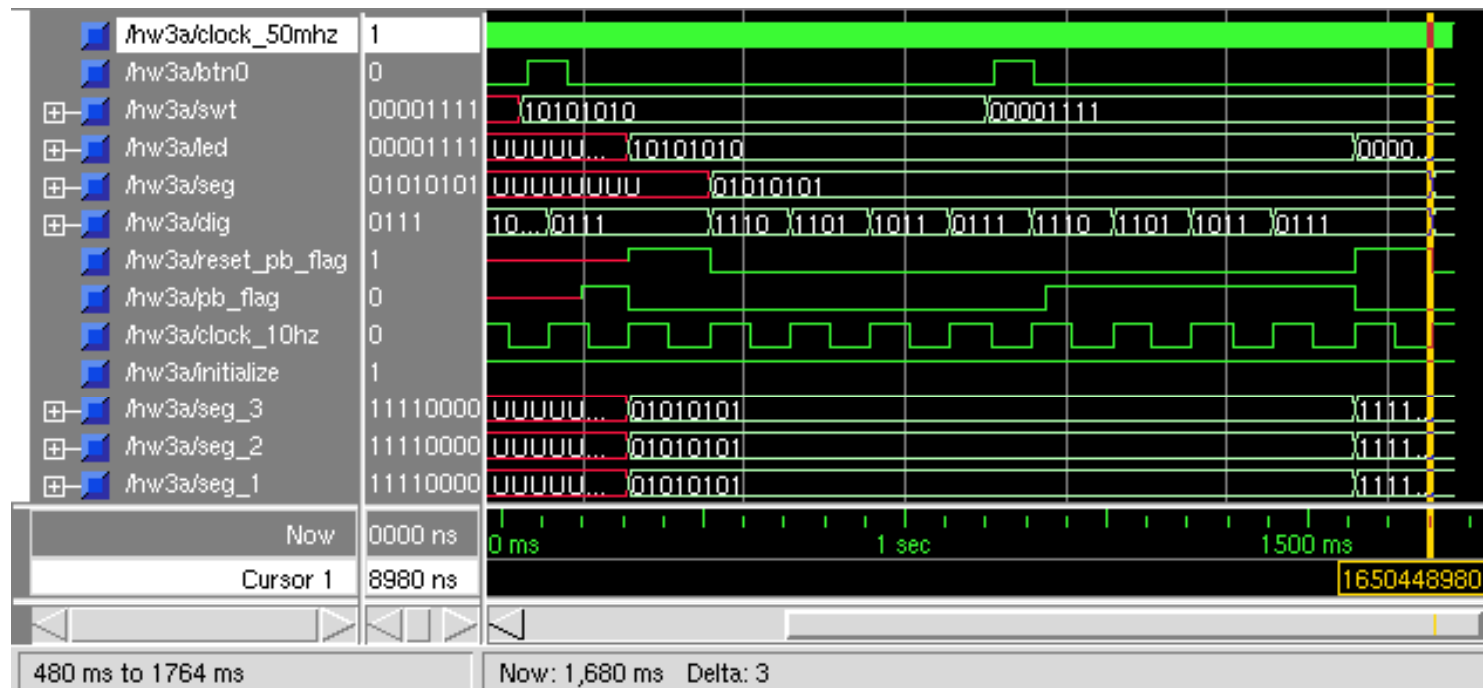 /hw3a/clock_50mhz 1
/hw3a/btn0 0
/hw3a/swt 00001111 10101010 00001111
/hw3a/led 00001111 UUUUU... 10101010 0000...
/hw3a/seg 01010101 UUUUUUUU 01010101
/hw3a/dig 0111 10... 0111 1110 1101 1011 0111 1110 1101 1011 0111
/hw3a/reset_pb_flag 1
/hw3a/pb_flag 0
/hw3a/clock_10hz 0
/hw3a/initialize 1
/hw3a/seg_3 11110000 UUUUU... 01010101 1111...
/hw3a/seg_2 11110000 UUUUU... 01010101 1111...
/hw3a/seg_1 11110000 UUUUU... 01010101 1111...
Now 0000 ns 0 ms 1 sec 1500 ms
Cursor 1 8980 ns 1650448980
480 ms to 1764 ms Now: 1,680 ms Delta: 3